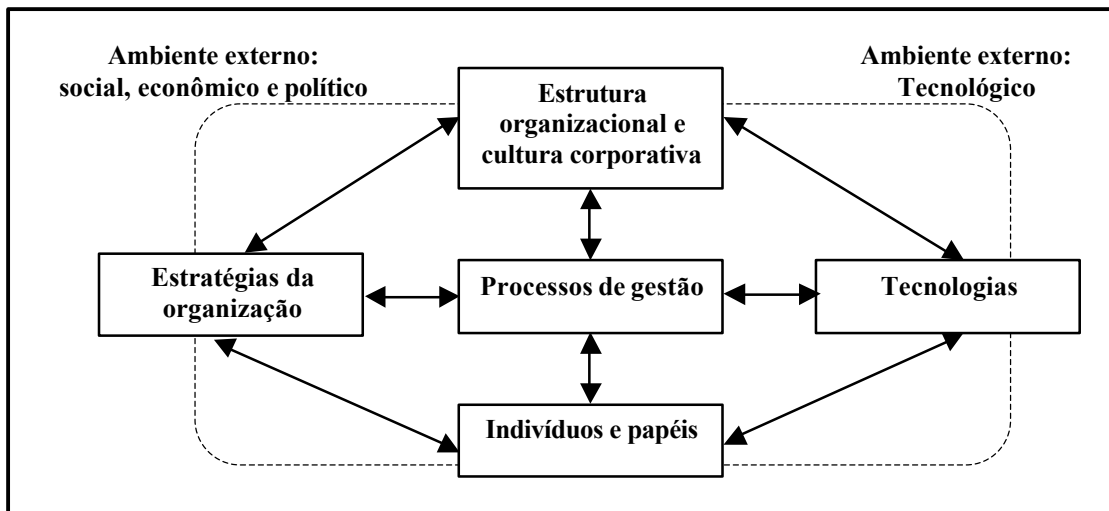 Ambiente externo:
social, econômico e político
Ambiente externo:
Tecnológico
Estrutura
organizacional e
cultura corporativa
Estratégias da
organização
Processos de gestão
Tecnologias
Indivíduos e papéis